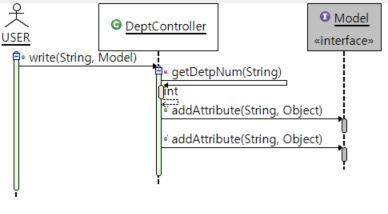 USER
C DeptController
I Model
«interface»
write(String, Model)
getDetpNum(String)
int
addAttribute(String, Object)
addAttribute(String, Object)